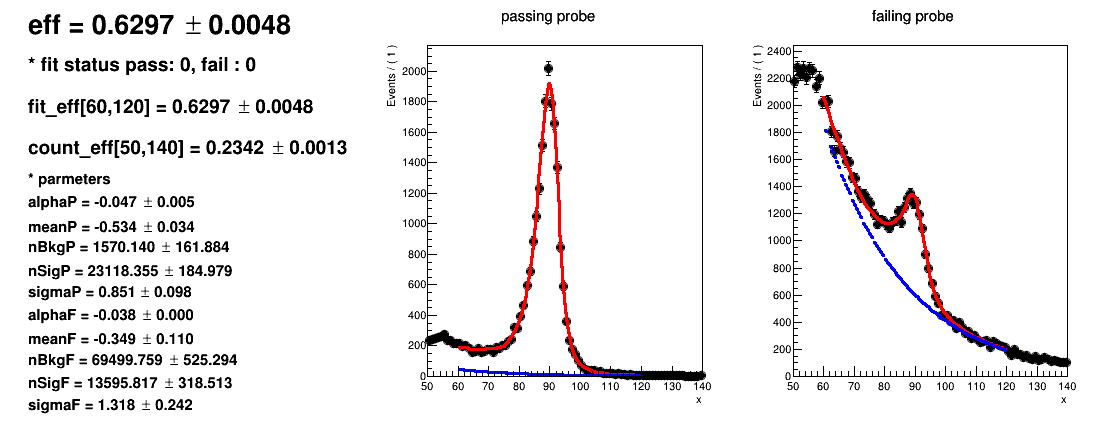 eff = 0.6297 ± 0.0048
* fit status pass: 0, fail : 0
fit_eff[60,120] = 0.6297 ± 0.0048
count_eff[50,140] = 0.2342 ± 0.0013
* parmeters
alphaP = -0.047 ± 0.005
meanP = -0.534 ± 0.034
nBkgP = 1570.140 ± 161.884
nSigP = 23118.355 ± 184.979
sigmaP = 0.851 ± 0.098
alphaF = -0.038 ± 0.000
meanF = -0.349 ± 0.110
nBkgF = 69499.759 ± 525.294
nSigF = 13595.817 ± 318.513
sigmaF = 1.318 ± 0.242
passing probe
Events / ( 1 )
2000
1800
1600
1400
1200
1000
800
600
400
200
0
50 60 70 80 90 100 110 120 130 140
x
failing probe
Events / ( 1 )
2400
2200
2000
1800
1600
1400
1200
1000
800
600
400
200
0
50 60 70 80 90 100 110 120 130 140
x